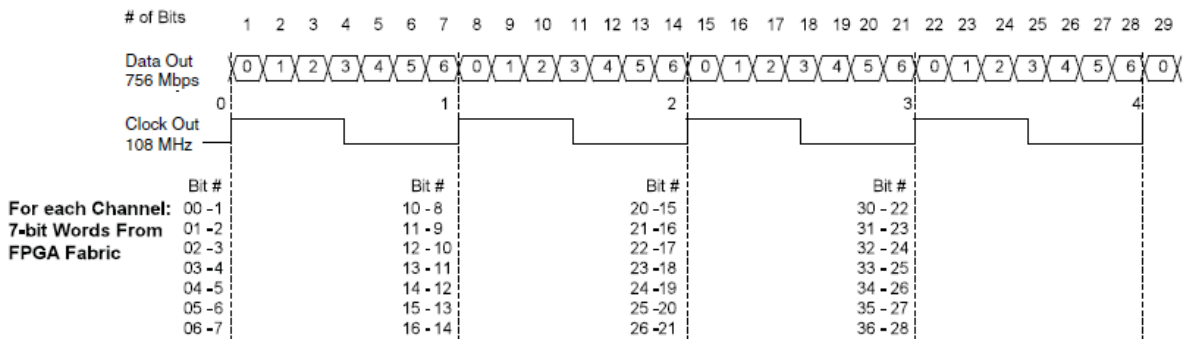 # of Bits 1 2 3 4 5 6 7 8 9 10 11 12 13 14 15 16 17 18 19 20 21 22 23 24 25 26 27 28 29
Data Out 0 1 2 3 4 5 6 0 1 2 3 4 5 6 0 1 2 3 4 5 6 0 1 2 3 4 5 6 0
756 Mbps
0 1 2 3 4
Clock Out
108 MHz
Bit # Bit # Bit # Bit #
For each Channel: 00 -1 10 - 8 20 -15 30 - 22
7-bit Words From 01 -2 11 - 9 21 -16 31 - 23
FPGA Fabric 02 -3 12 - 10 22 -17 32 - 24
03 -4 13 - 11 23 -18 33 - 25
04 -5 14 - 12 24 -19 34 - 26
05 -6 15 - 13 25 -20 35 - 27
06 -7 16 - 14 26 -21 36 - 28